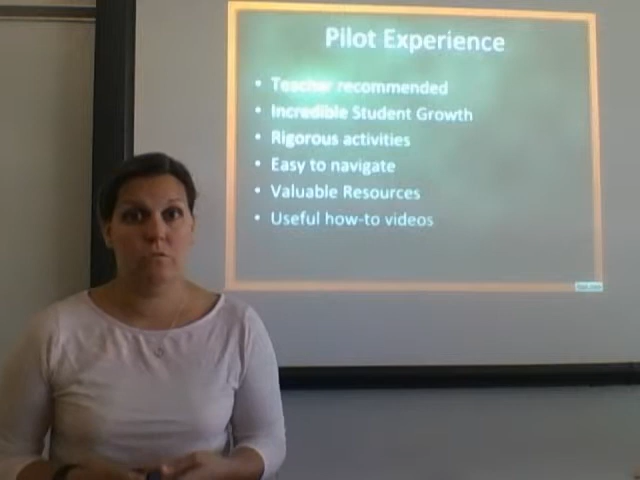 Pilot Experience
• Teacher recommended
• Incredible Student Growth
• Rigorous activities
• Easy to navigate
• Valuable Resources
• Useful how-to videos